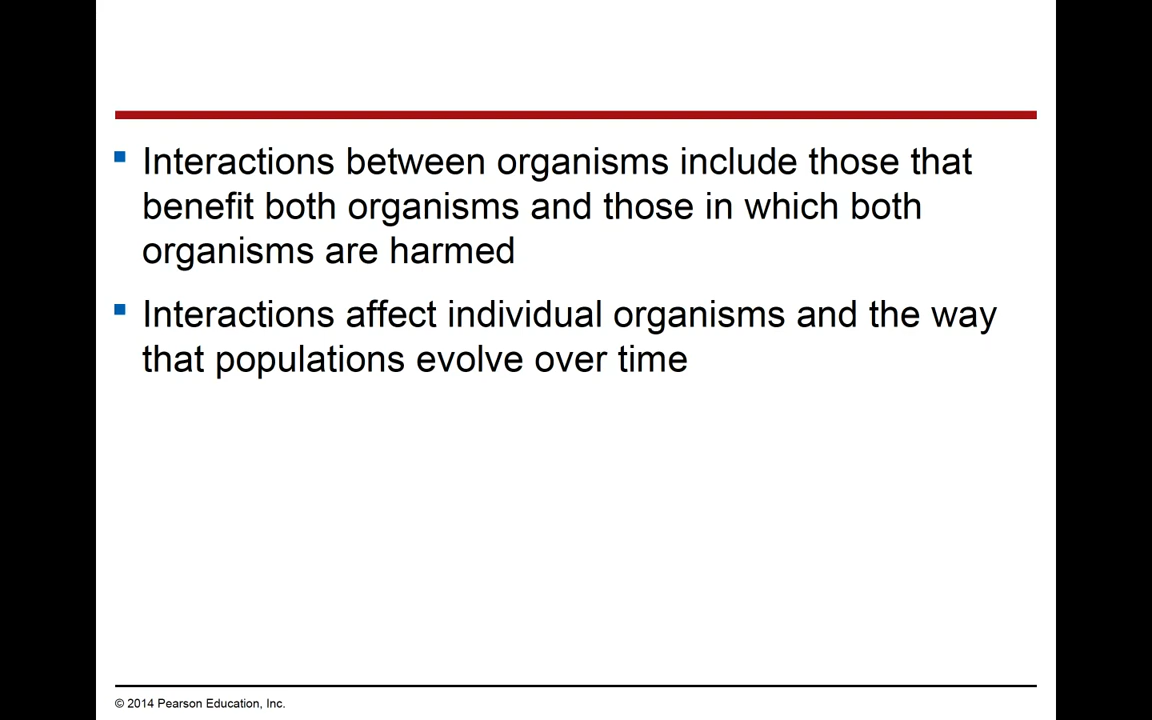 Interactions between organisms include those that
benefit both organisms and those in which both
organisms are harmed
Interactions affect individual organisms and the way
that populations evolve over time
© 2014 Pearson Education, Inc.